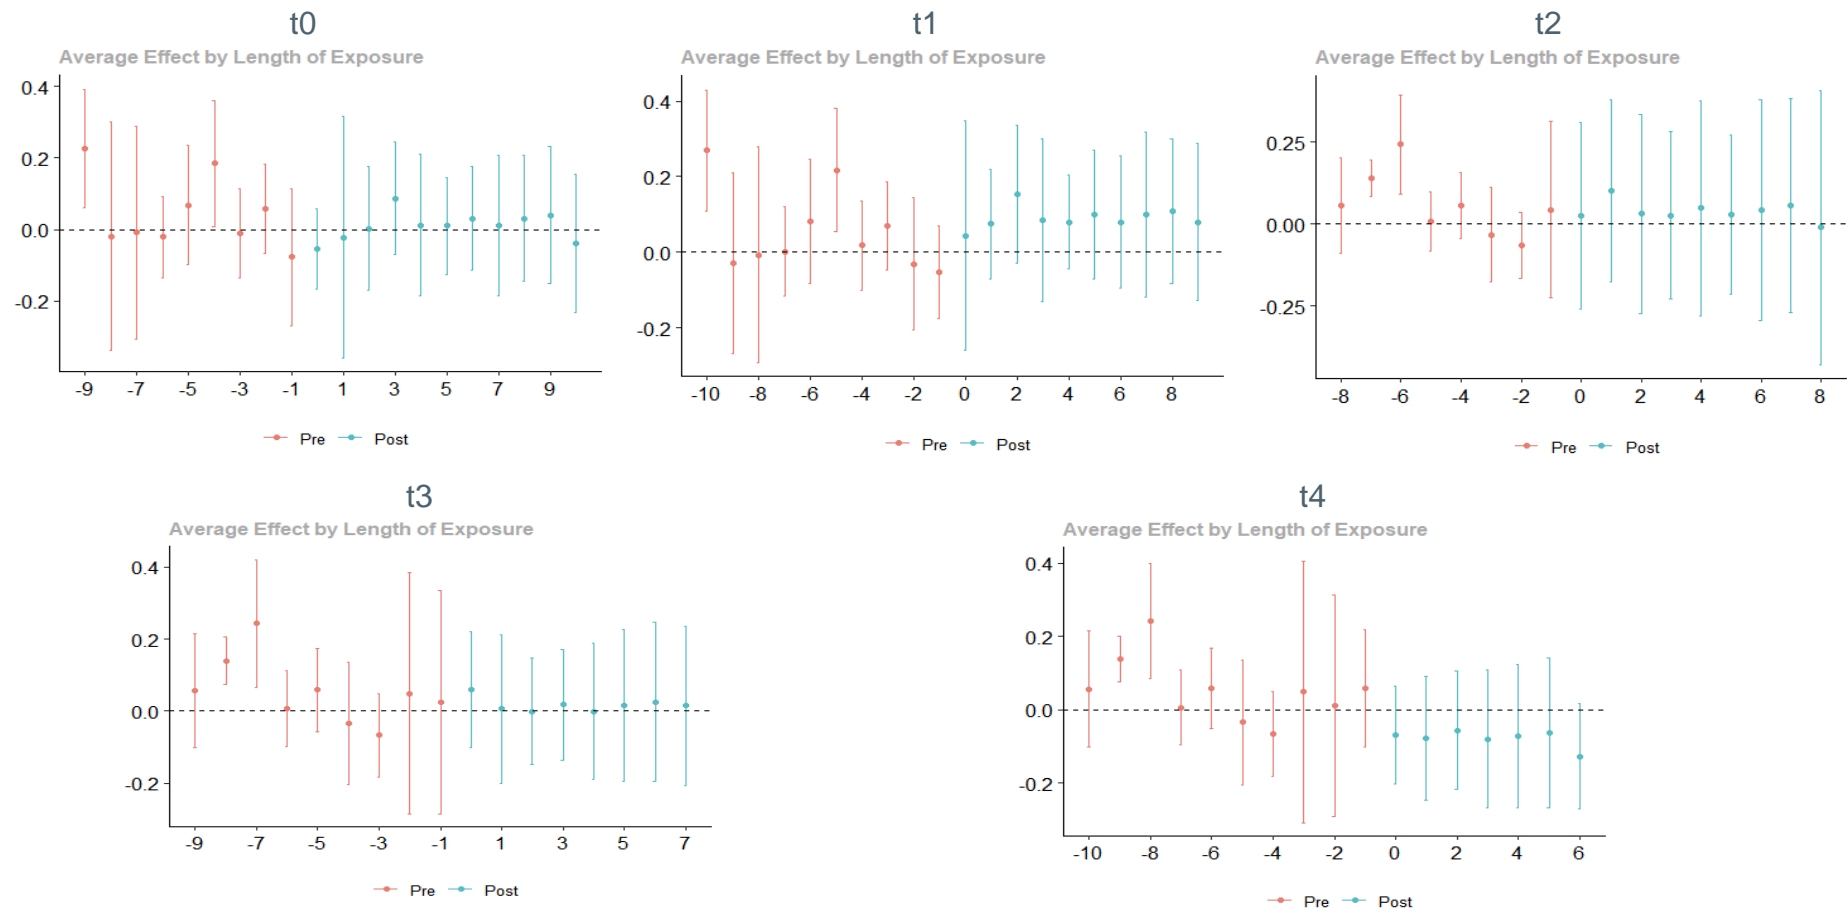 t0
Average Effect by Length of Exposure
0.4
0.2
0.0
-0.2
-9 -7 -5 -3 -1 1 3 5 7 9
Pre Post
t1
Average Effect by Length of Exposure
0.4
0.2
0.0
-0.2
-10 -8 -6 -4 -2 0 2 4 6 8
Pre Post
t2
Average Effect by Length of Exposure
0.25
0.00
-0.25
-8 -6 -4 -2 0 2 4 6 8
Pre Post
t3
Average Effect by Length of Exposure
0.4
0.2
0.0
-0.2
-9 -7 -5 -3 -1 1 3 5 7
Pre Post
t4
Average Effect by Length of Exposure
0.4
0.2
0.0
-0.2
-10 -8 -6 -4 -2 0 2 4 6
Pre Post